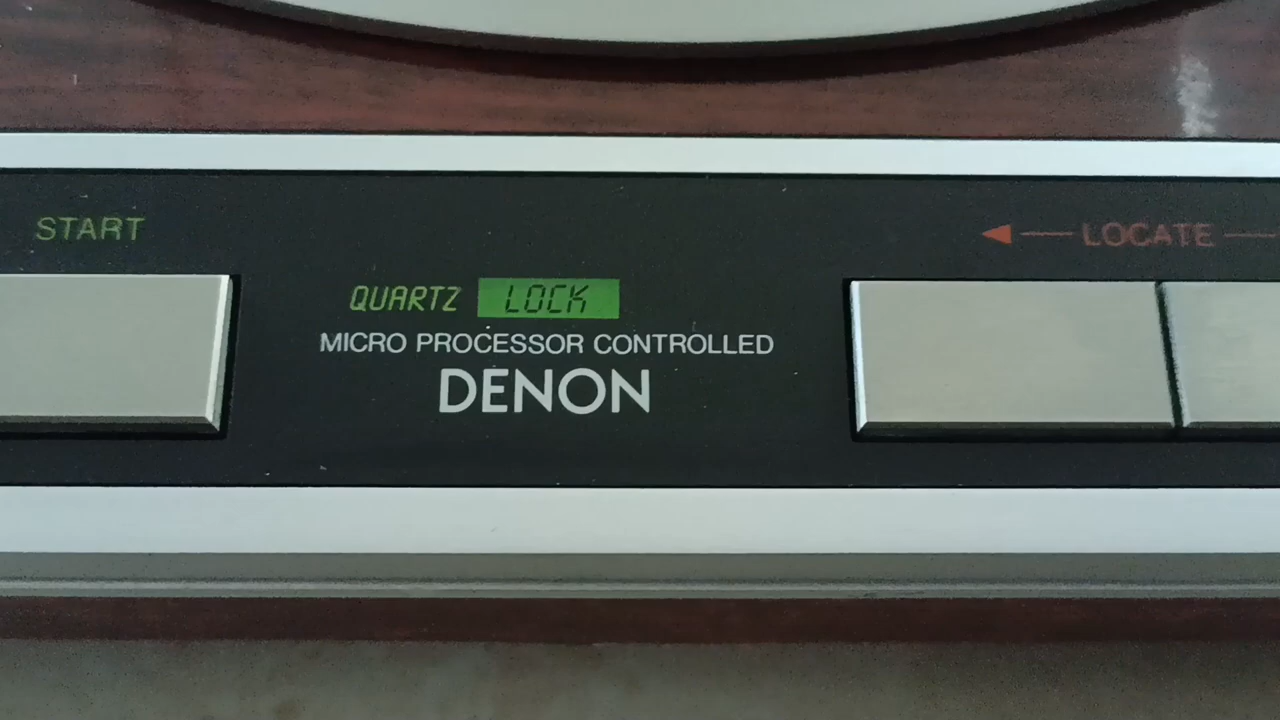 START
LOCATE
QUARTZ LOCK
MICRO PROCESSOR CONTROLLED
DENON